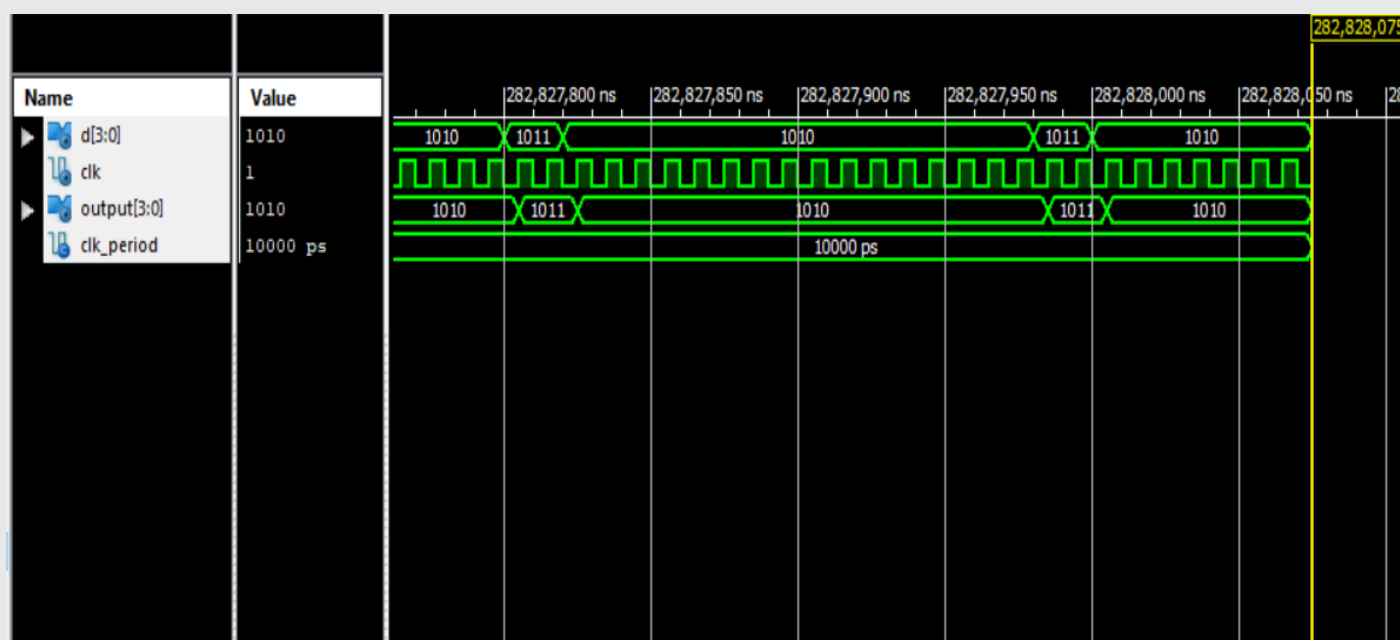 282,828,075
Name Value
282,827,800 ns 282,827,850 ns 282,827,900 ns 282,827,950 ns 282,828,000 ns 282,828,050 ns 28
d[3:0] 1010 1010 1011 1010 1011 1010
clk 1
output[3:0] 1010 1010 1011 1010 1011 1010
clk_period 10000 ps 10000 ps